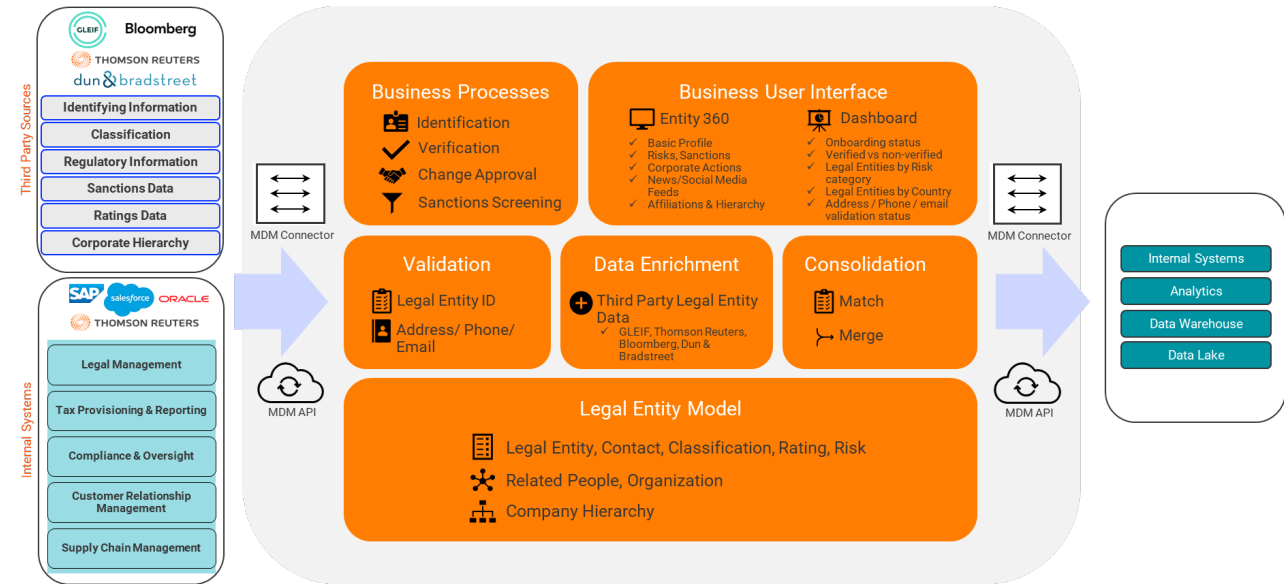 Third Party Sources
GLEIF
Bloomberg
THOMSON REUTERS
dun & bradstreet
Identifying Information
Classification
Regulatory Information
Sanctions Data
Ratings Data
Corporate Hierarchy
Internal Systems
SAP
salesforce
ORACLE
THOMSON REUTERS
Legal Management
Tax Provisioning & Reporting
Compliance & Oversight
Customer Relationship
Management
Supply Chain Management
MDM Connector
MDM API
Business Processes
Identification
Verification
Change Approval
Sanctions Screening
Business User Interface
Entity 360
✓ Basic Profile
✓ Risks, Sanctions
✓ Corporate Actions
✓ News/Social Media
Feeds
✓ Affiliations & Hierarchy
Dashboard
✓ Onboarding status
✓ Verified vs non-verified
✓ Legal Entities by Risk
category
✓ Legal Entities by Country
✓ Address / Phone / email
validation status
Validation
Legal Entity ID
Address/ Phone/
Email
Data Enrichment
Third Party Legal Entity
Data
✓ GLEIF, Thomson Reuters,
Bloomberg, Dun &
Bradstreet
Consolidation
Match
Merge
Legal Entity Model
Legal Entity, Contact, Classification, Rating, Risk
Related People, Organization
Company Hierarchy
MDM Connector
MDM API
Internal Systems
Analytics
Data Warehouse
Data Lake